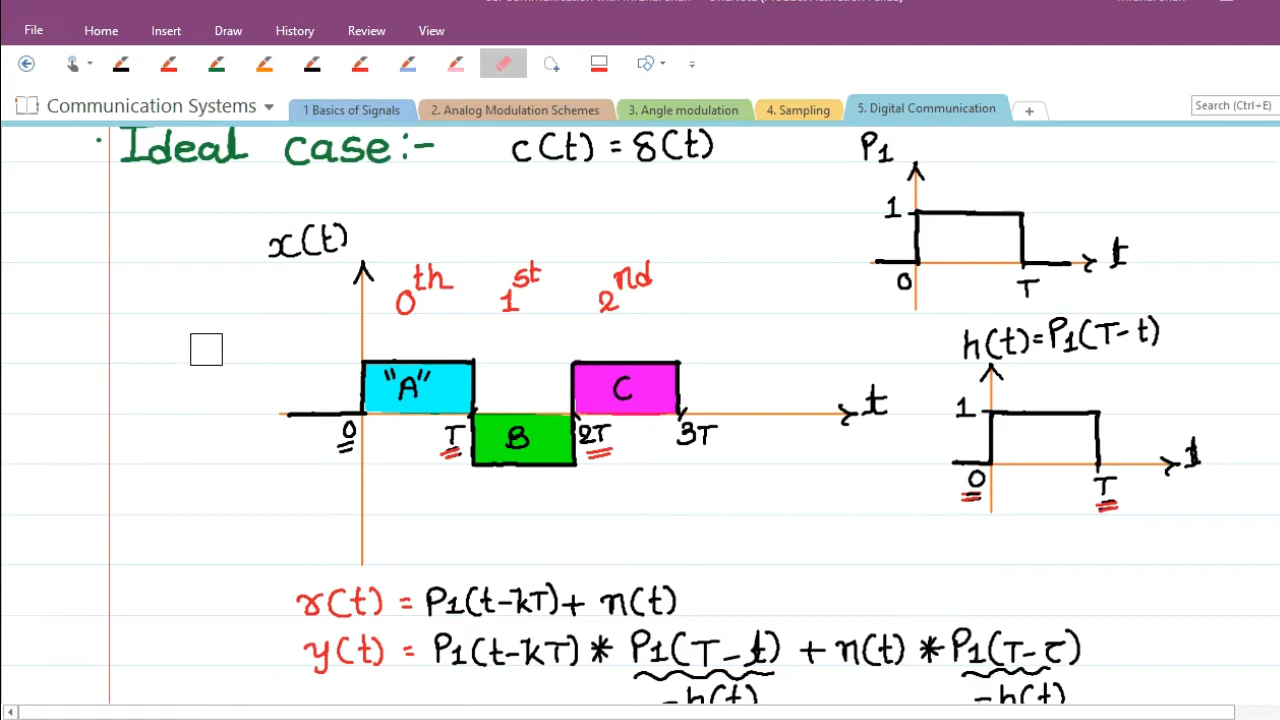 File Home Insert Draw History Review View
Communication Systems 1 Basics of Signals 2. Analog Modulation Schemes 3. Angle modulation 4. Sampling 5. Digital Communication + Search (Ctrl+E)
Ideal case:- c(t) = δ(t)
P1
1
0 T t
x(t)
0th 1st 2nd
"A" B C
0 T 2T 3T t
h(t)=P1(T-t)
1
0 T t
r(t) = P1(t-kT)+ n(t)
y(t) = P1(t-kT) * P1(T-t) + n(t) * P1(T-τ)
-h(t) -h(t)